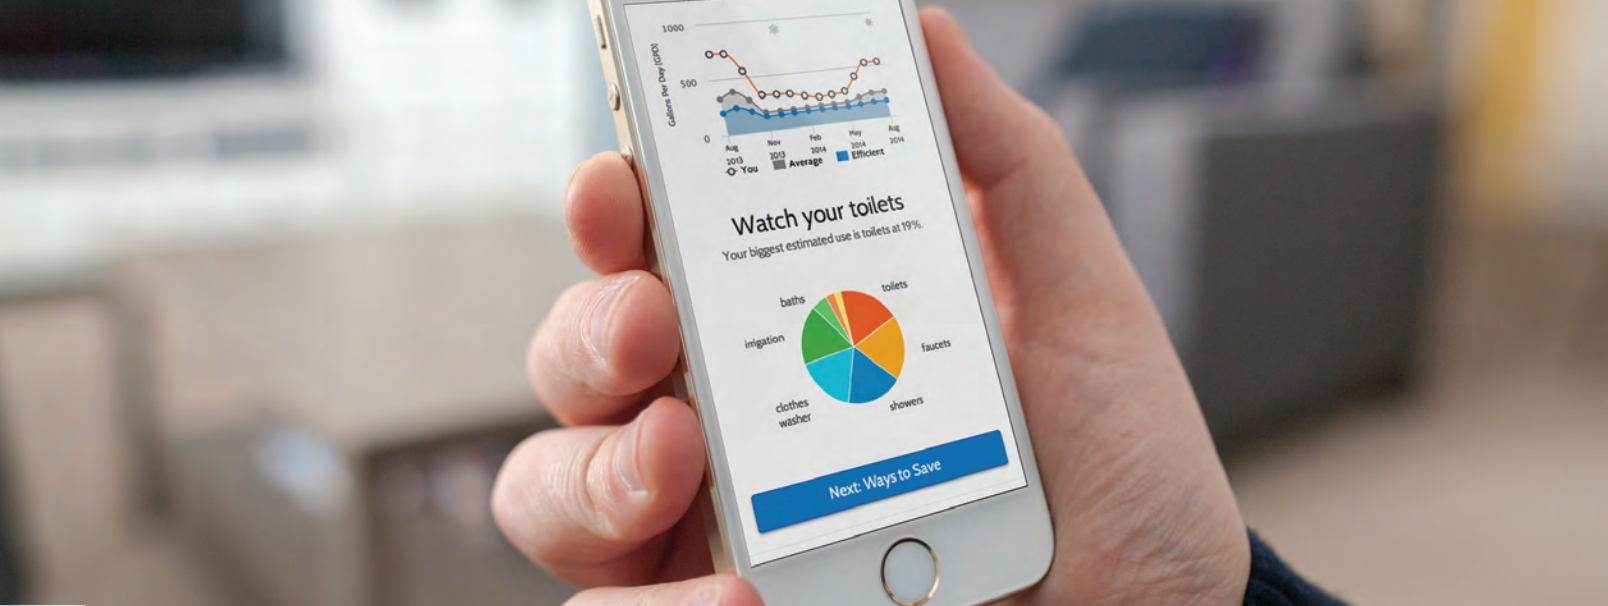 1000
Gallons Per Day (GPD)
500
0
Aug
2013
Nov
2013
Feb
2014
May
2014
Aug
2014
You
Average
Efficient
Watch your toilets
Your biggest estimated use is toilets at 19%.
baths
toilets
irrigation
faucets
clothes
washer
showers
Next: Ways to Save